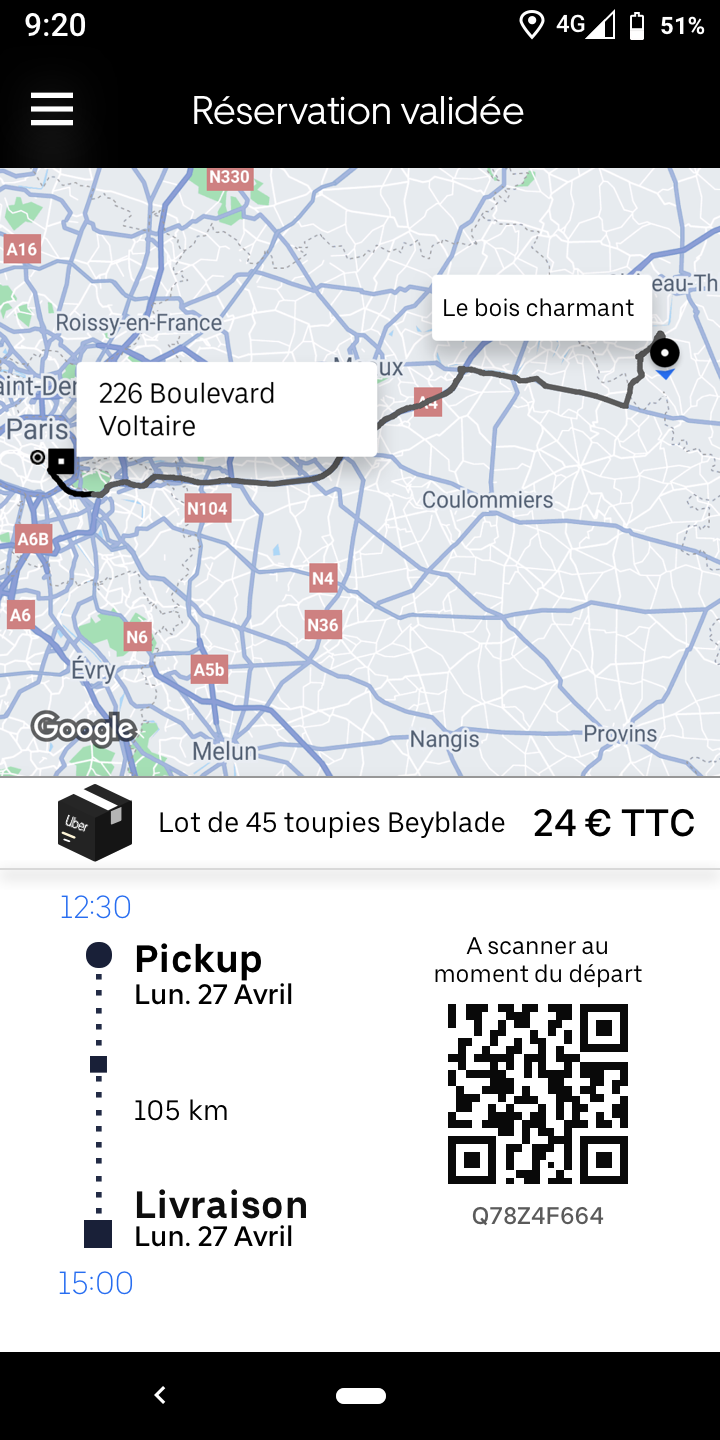 9:20
4G
51%
Réservation validée
N330
A16
eau-Th
Le bois charmant
Roissy-en-France
ux
aint-Der
226 Boulevard
Voltaire
A4
Paris
Coulommiers
N104
A6B
N4
A6
N36
N6
A5b
Évry
Google
Provins
Nangis
Melun
Uber
Lot de 45 toupies Beyblade
24 € TTC
12:30
Pickup
Lun. 27 Avril
105 km
Livraison
Lun. 27 Avril
15:00
A scanner au
moment du départ
Q78Z4F664